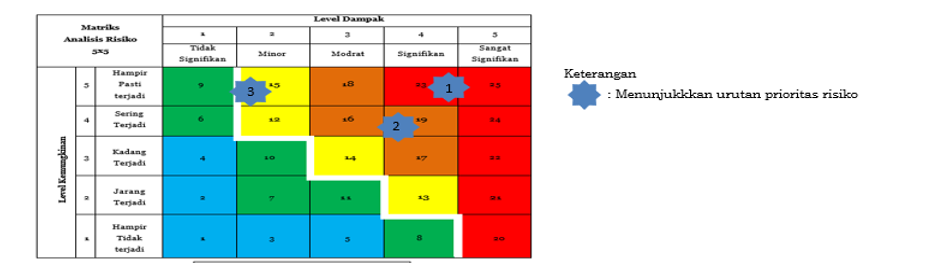 Matriks
Analisis Risiko
5x5
Level Dampak
1 2 3 4 5
Tidak Signifikan Minor Modrat Signifikan Sangat Signifikan
Level Kemungkinan
5 Hampir Pasti terjadi 9 3 15 18 23 1 25
4 Sering Terjadi 6 12 16 2 19 24
3 Kadang Terjadi 4 10 14 17 22
2 Jarang Terjadi 2 7 11 13 21
1 Hampir Tidak terjadi 1 3 5 8 20
Keterangan
: Menunjukkkan urutan prioritas risiko